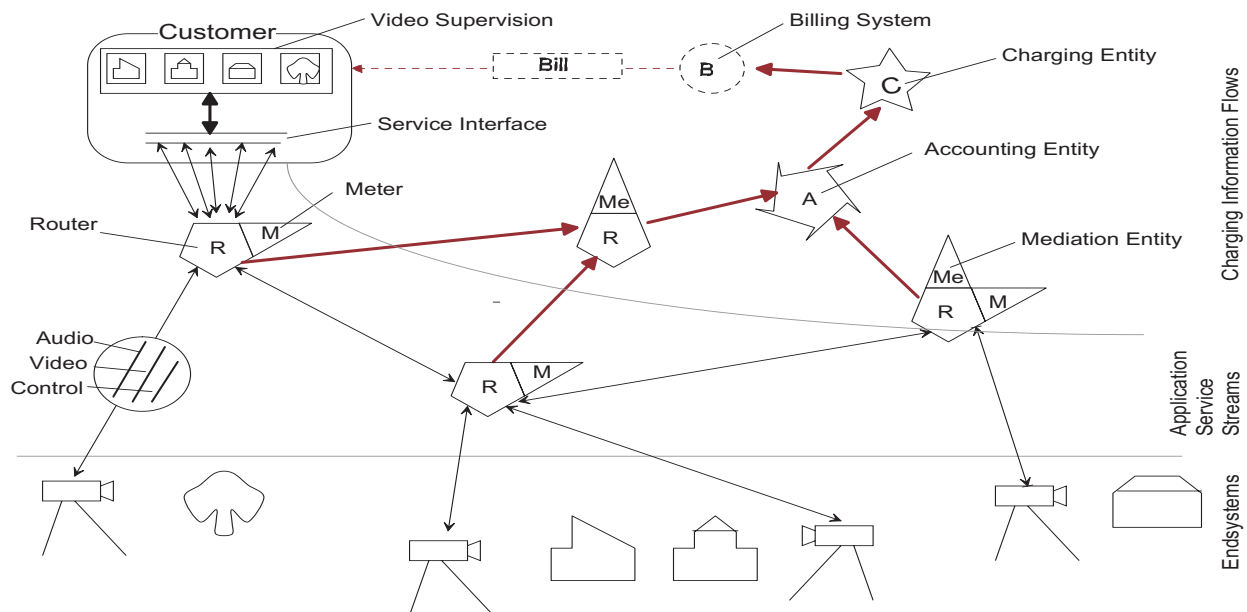 Video Supervision
Customer
Billing System
Bill
B
Charging Entity
C
Service Interface
Accounting Entity
A
Meter
Me
Router
R
M
R
Mediation Entity
Me
R
M
Audio
Video
Control
R
M
Charging Information Flows
Application
Service
Streams
Endsystems